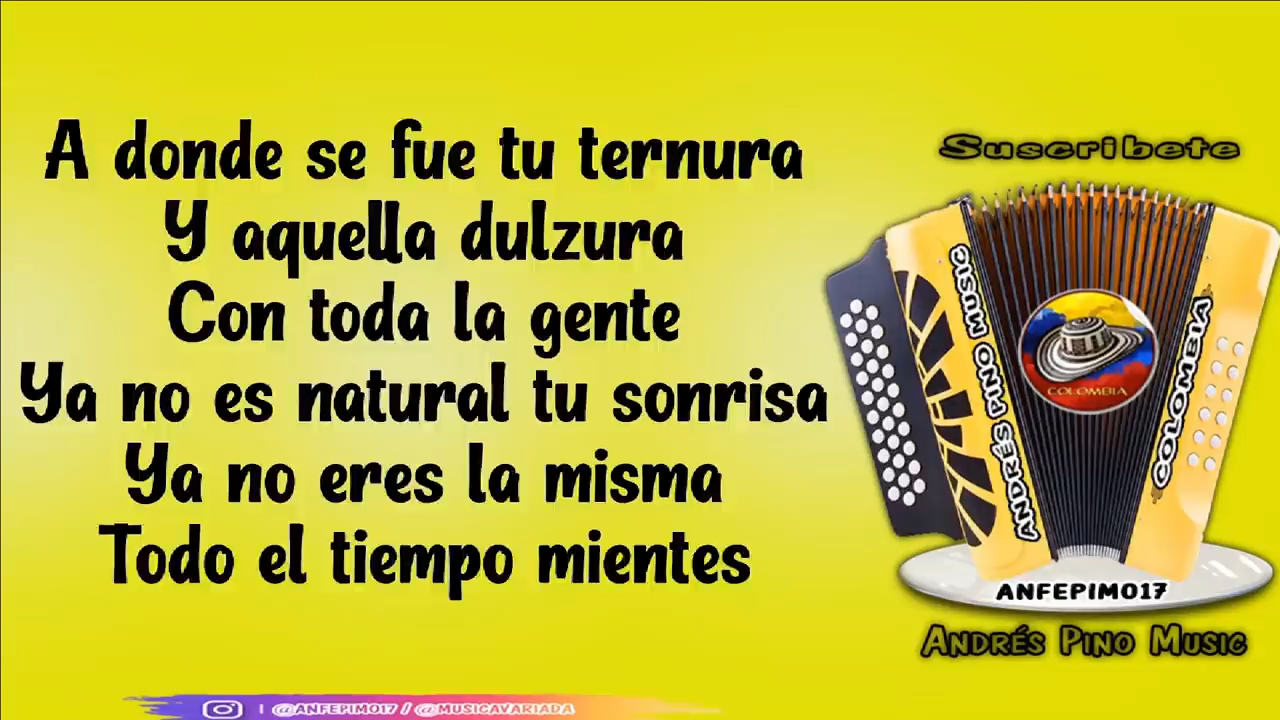 A donde se fue tu ternura
Y aquella dulzura
Con toda la gente
Ya no es natural tu sonrisa
Ya no eres la misma
Todo el tiempo mientes
Suscribete
ANDRÉS PINO MUSIC
COLOMBIA
COLOMBIA
ANFEPIMO17
ANDRÉS PINO MUSIC
| @ANFEPIMO17 / @MUSICAVARIADA